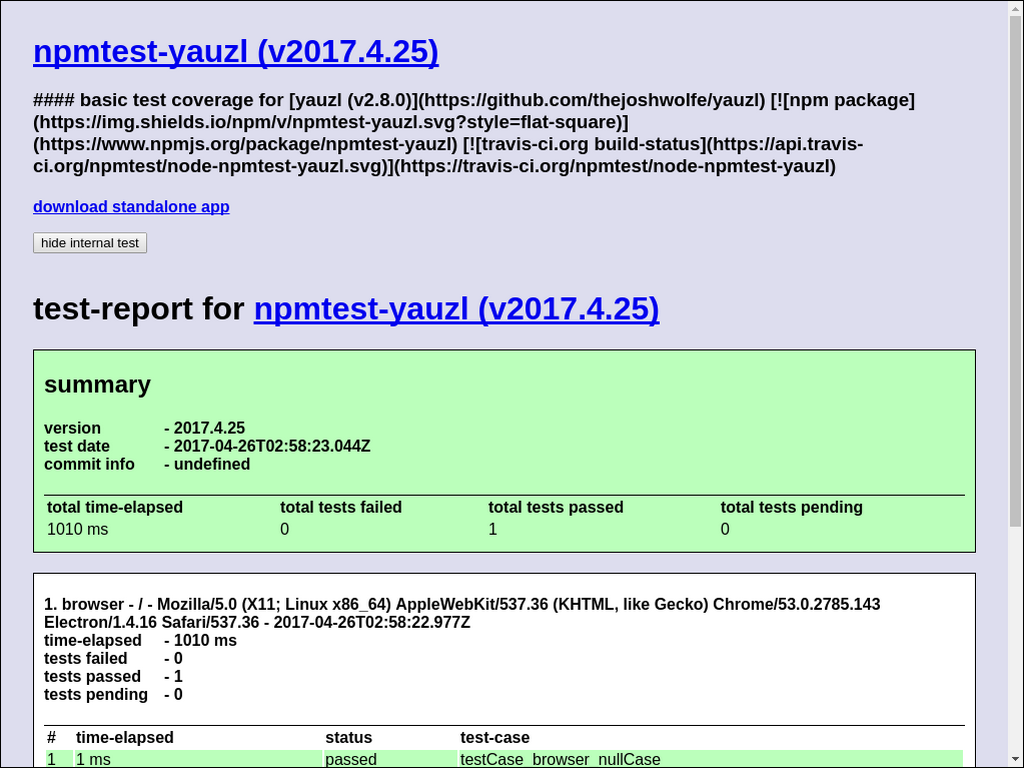 npmtest-yauzl (v2017.4.25)
#### basic test coverage for [yauzl (v2.8.0)](https://github.com/thejoshwolfe/yauzl) [![npm package]
(https://img.shields.io/npm/v/npmtest-yauzl.svg?style=flat-square)]
(https://www.npmjs.org/package/npmtest-yauzl) [![travis-ci.org build-status](https://api.travis-
ci.org/npmtest/node-npmtest-yauzl.svg)](https://travis-ci.org/npmtest/node-npmtest-yauzl)
download standalone app
hide internal test
test-report for npmtest-yauzl (v2017.4.25)
summary
version - 2017.4.25
test date - 2017-04-26T02:58:23.044Z
commit info - undefined
total time-elapsed total tests failed total tests passed total tests pending
1010 ms 0 1 0
1. browser - / - Mozilla/5.0 (X11; Linux x86_64) AppleWebKit/537.36 (KHTML, like Gecko) Chrome/53.0.2785.143
Electron/1.4.16 Safari/537.36 - 2017-04-26T02:58:22.977Z
time-elapsed - 1010 ms
tests failed - 0
tests passed - 1
tests pending - 0
# time-elapsed status test-case
1 1 ms passed testCase_browser_nullCase